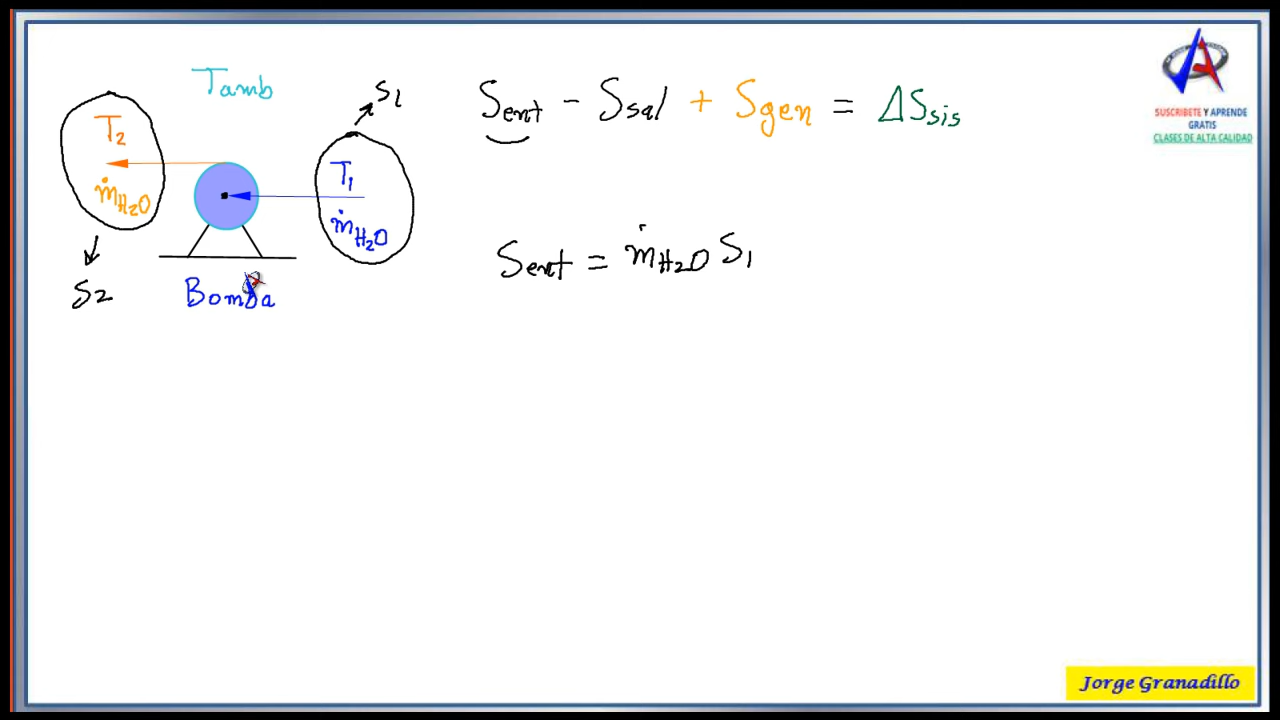 Tamb
S1
T2
ṁH2O
S2
T1
ṁH2O
Bomba
Sent - Ssal + Sgen = ΔSsis
Sent = ṁH2O S1
SUSCRIBETE Y APRENDE
GRATIS
CLASES DE ALTA CALIDAD
Jorge Granadillo